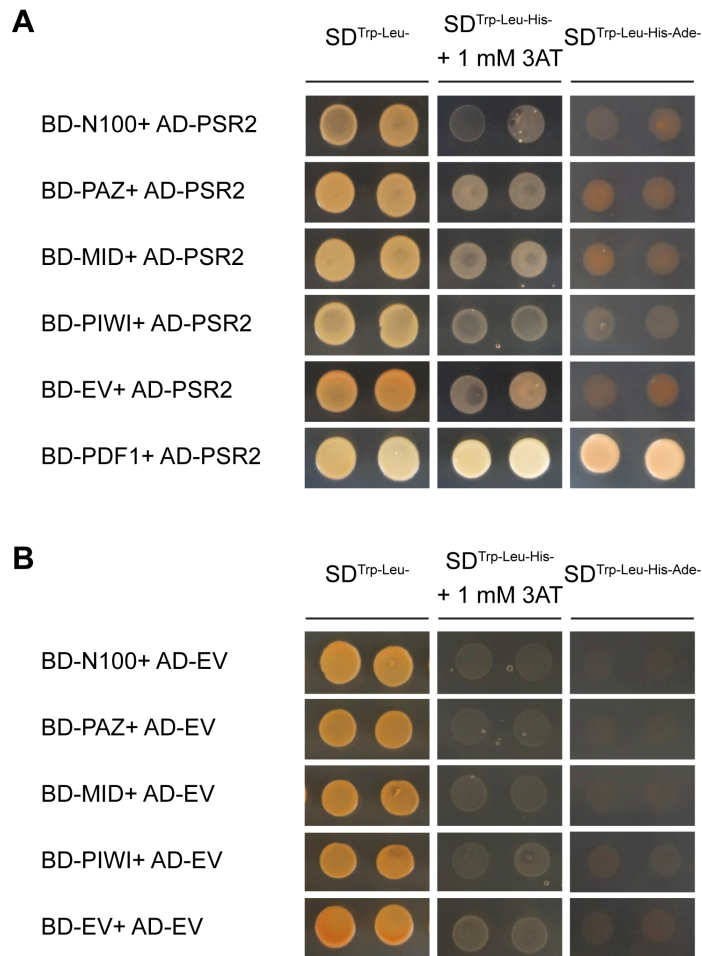 A
SDTrp-Leu-
SDTrp-Leu-His-
+ 1 mM 3AT
SDTrp-Leu-His-Ade-
BD-N100+ AD-PSR2
BD-PAZ+ AD-PSR2
BD-MID+ AD-PSR2
BD-PIWI+ AD-PSR2
BD-EV+ AD-PSR2
BD-PDF1+ AD-PSR2
B
SDTrp-Leu-
SDTrp-Leu-His-
+ 1 mM 3AT
SDTrp-Leu-His-Ade-
BD-N100+ AD-EV
BD-PAZ+ AD-EV
BD-MID+ AD-EV
BD-PIWI+ AD-EV
BD-EV+ AD-EV